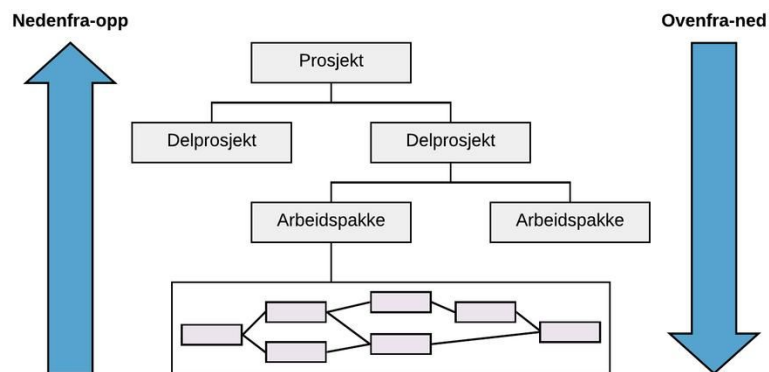 Nedenfra-opp
Ovenfra-ned
Prosjekt
Delprosjekt
Delprosjekt
Arbeidspakke
Arbeidspakke